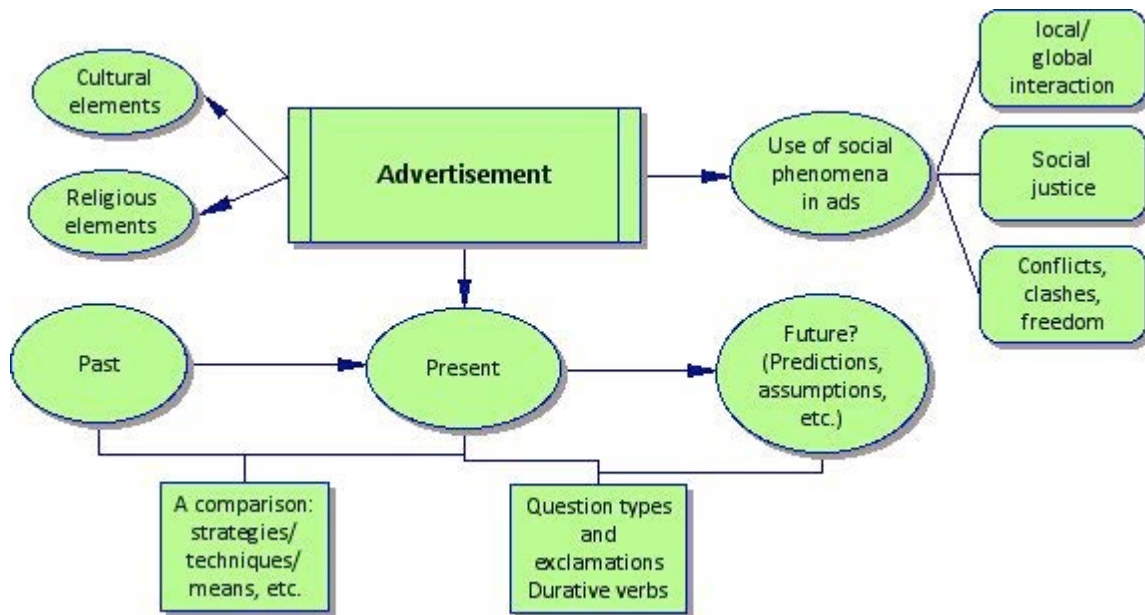 Cultural
elements
Religious
elements
Advertisement
Use of social
phenomena
in ads
local/
global
interaction
Social
justice
Conflicts,
clashes,
freedom
Past
Present
Future?
(Predictions,
assumptions,
etc.)
A comparison:
strategies/
techniques/
means, etc.
Question types
and
exclamations
Durative verbs